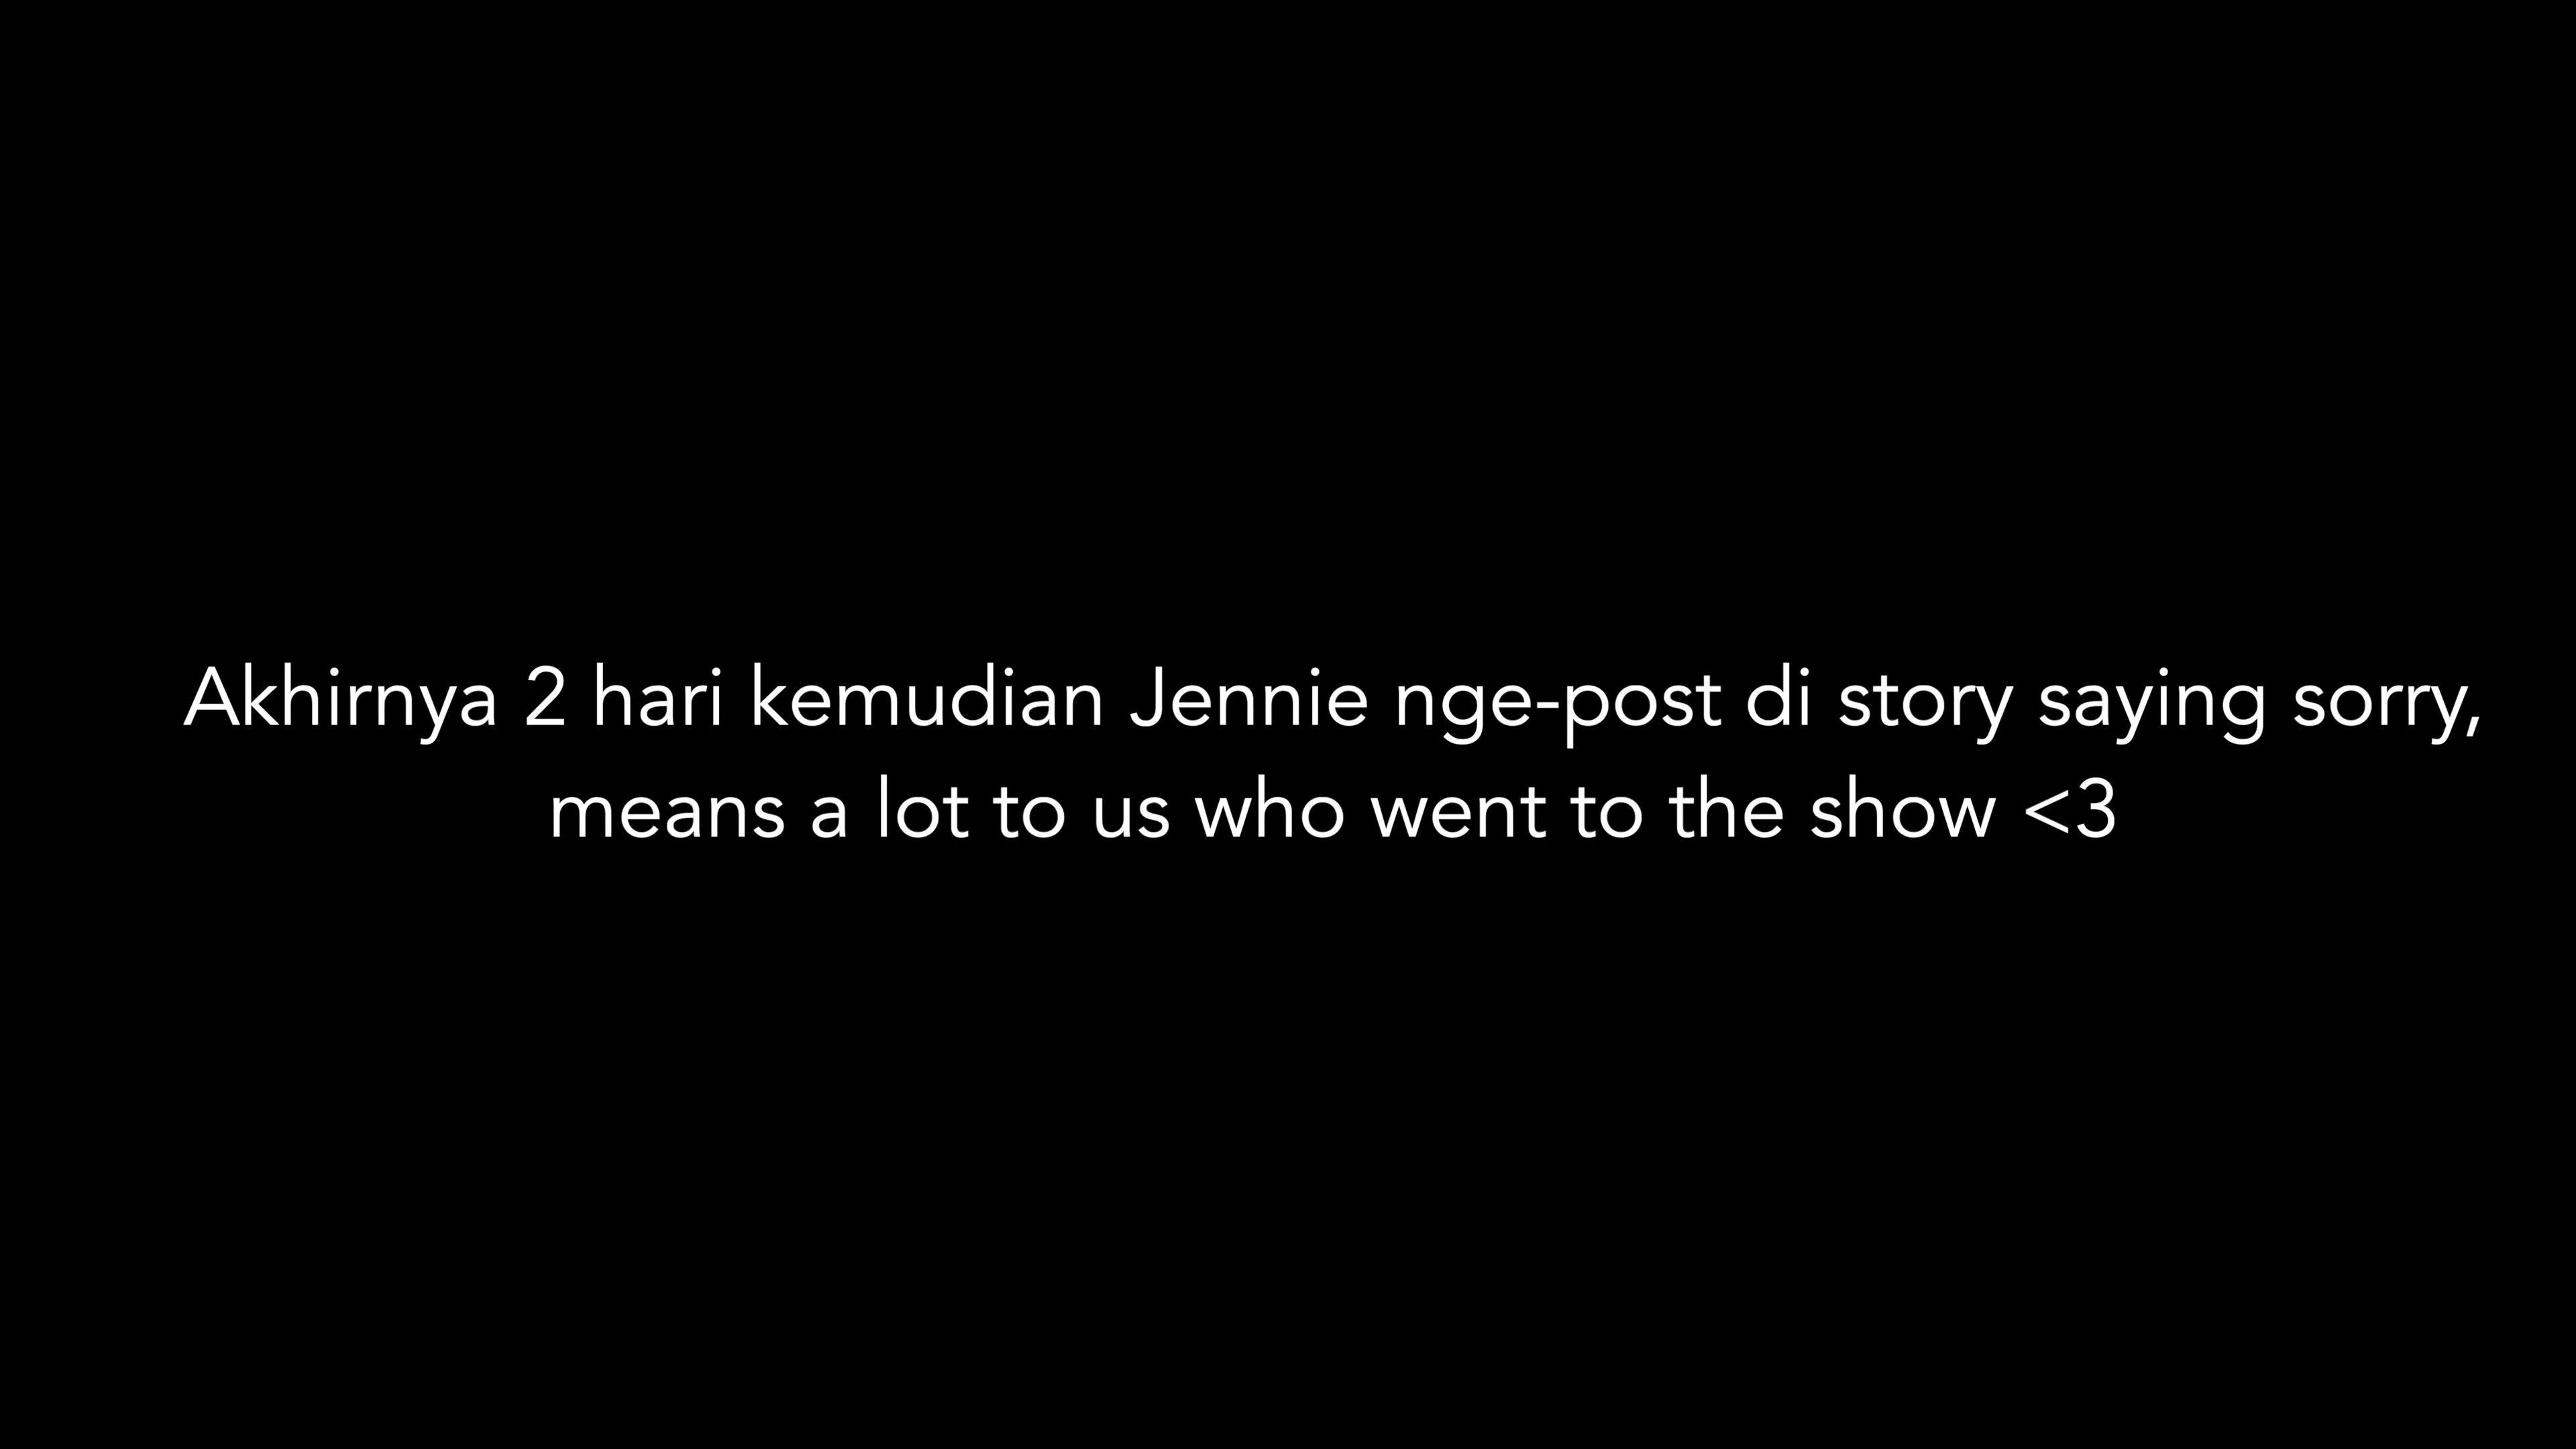 Akhirnya 2 hari kemudian Jennie nge-post di story saying sorry,
means a lot to us who went to the show <3